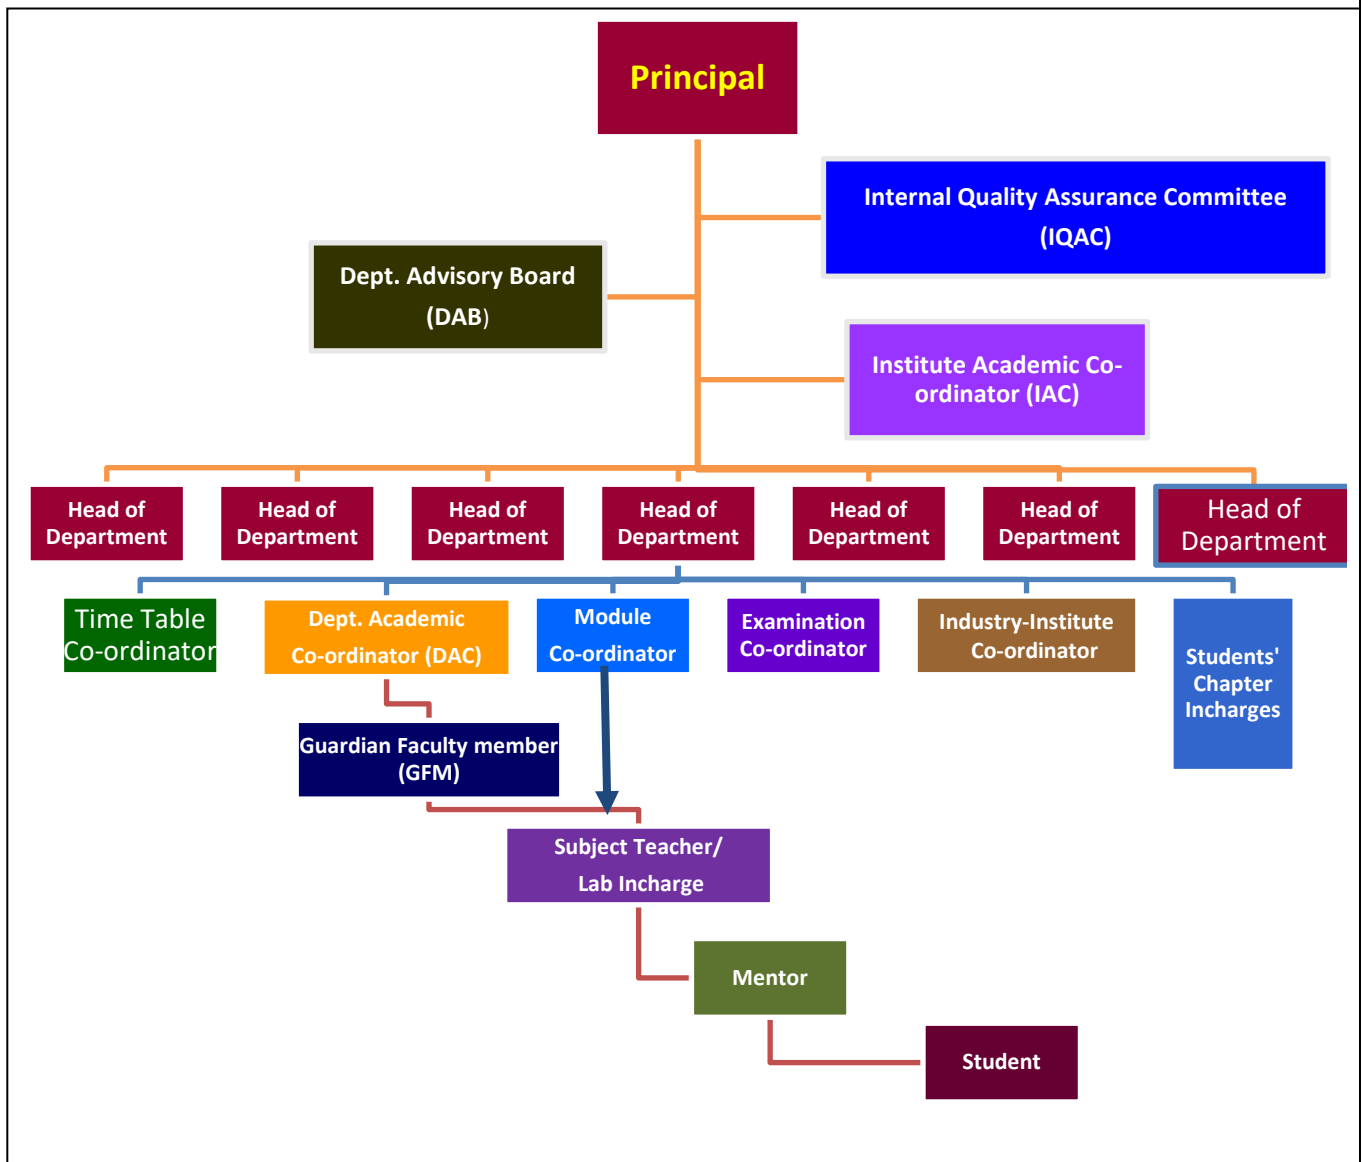 Principal
Internal Quality Assurance Committee
(IQAC)
Dept. Advisory Board
(DAB)
Institute Academic Co-
ordinator (IAC)
Head of
Department
Head of
Department
Head of
Department
Head of
Department
Head of
Department
Head of
Department
Head of
Department
Time Table
Co-ordinator
Dept. Academic
Co-ordinator (DAC)
Module
Co-ordinator
Examination
Co-ordinator
Industry-Institute
Co-ordinator
Students'
Chapter
Incharges
Guardian Faculty member
(GFM)
Subject Teacher/
Lab Incharge
Mentor
Student